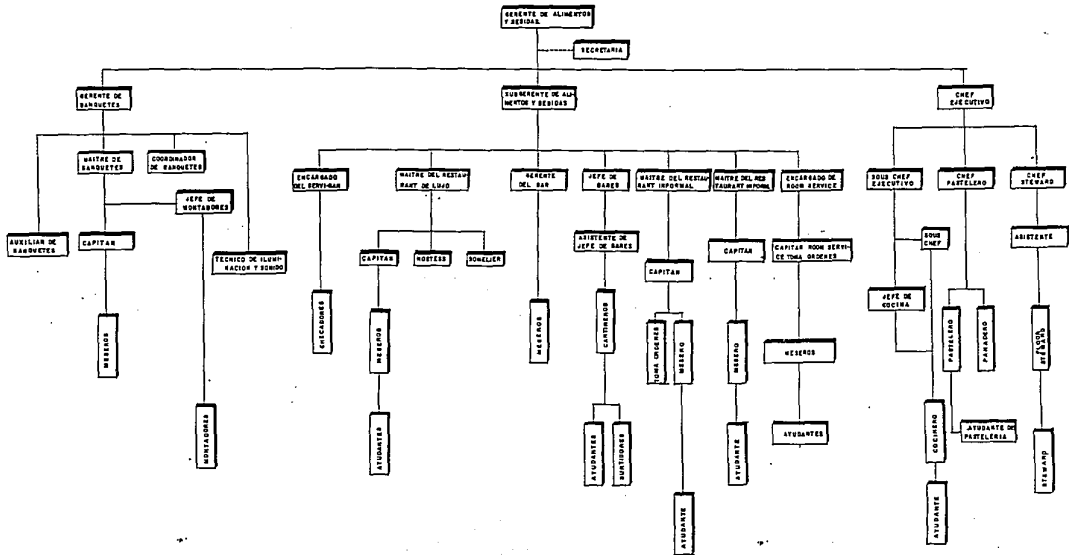 GERENTE DE ALIMENTOS
Y BEBIDAS.
SECRETARIA
GERENTE DE
BANQUETES
SUBGERENTE DE ALI-
MENTOS Y BEBIDAS
CHEF
EJECUTIVO
MAITRE DE
BANQUETES
COORDINADOR
DE BANQUETES
JEFE DE
MONTADORES
AUXILIAR DE
BANQUETES
CAPITAN
TECNICO DE ILUMI-
NACION Y SONIDO
MESEROS
MONTADORES
ENCARGADO
DEL SERVI-BAR
MAITRE DEL RESTAU-
RANT DE LUJO
GERENTE
DEL BAR
JEFE DE
BARES
MAITRE DEL RESTAU-
RANT INFORMAL
MAITRE DEL RES
TAURANT INFORML
ENCARGADO DE
ROOM SERVICE
CHECADORES
CAPITAN
HOSTESS
SOMELIER
MESEROS
AYUDANTES
MESEROS
ASISTENTE DE
JEFE DE BARES
CANTINEROS
AYUDANTES
SURTIDORES
CAPITAN
TOMA ORDENES
MESERO
AYUDANTE
CAPITAN
MESERO
AYUDANTE
CAPITAN ROOM SERVI-
CE TOMA ORDENES
MESEROS
AYUDANTES
SOUS CHEF
EJECUTIVO
CHEF
PASTELERO
CHEF
STEWARD
SOUS
CHEF
JEFE DE
COCINA
COCINERO
AYUDANTE
PASTELERO
PANADERO
AYUDANTE DE
PASTELERIA
ASISTENTE
FLOOR
STEWARD
STEWARD